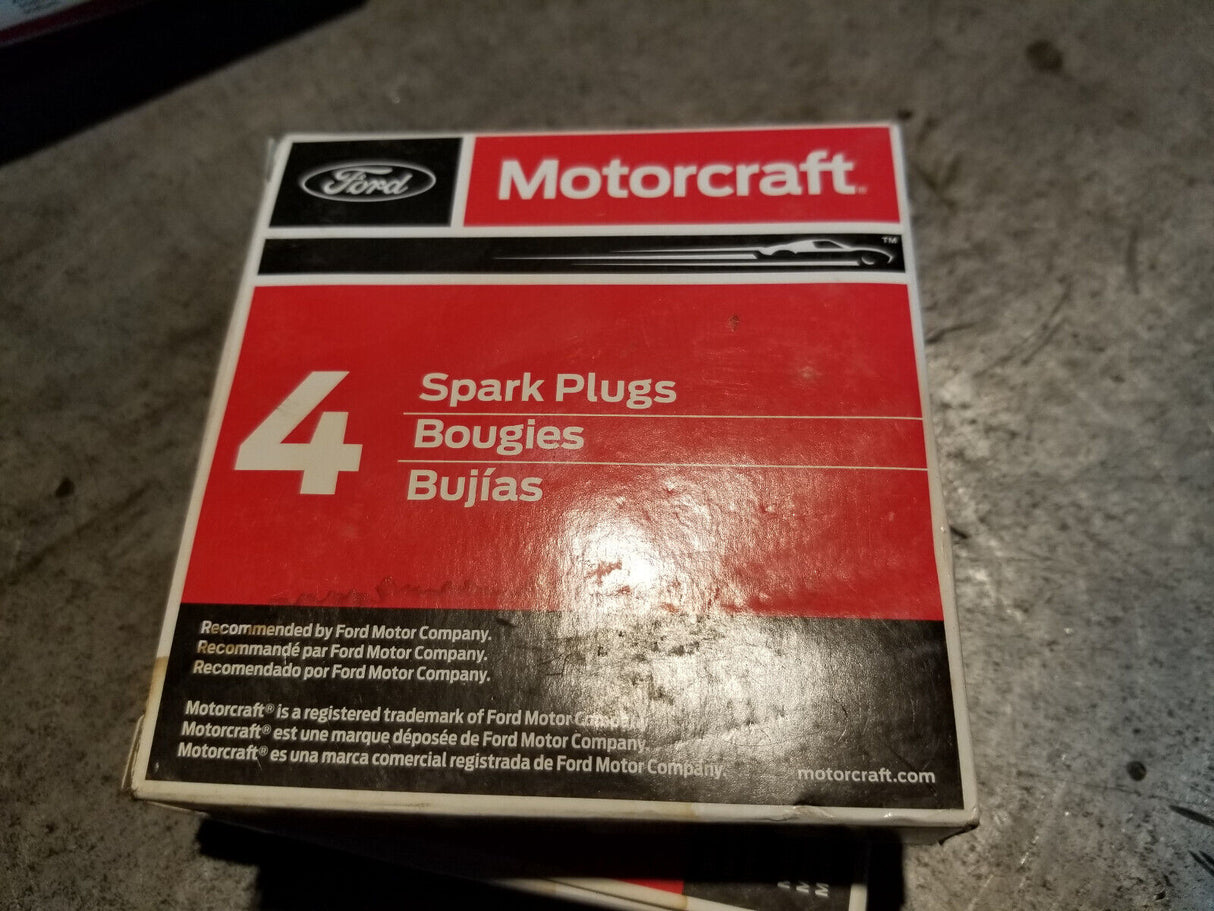 Ford
Motorcraft
TM
4
Spark Plugs
Bougies
Bujías
Recommended by Ford Motor Company.
Recommandé par Ford Motor Company.
Recomendado por Ford Motor Company.
Motorcraft® is a registered trademark of Ford Motor Company
Motorcraft® est une marque déposée de Ford Motor Company.
Motorcraft® es una marca comercial registrada de Ford Motor Company.
motorcraft.com